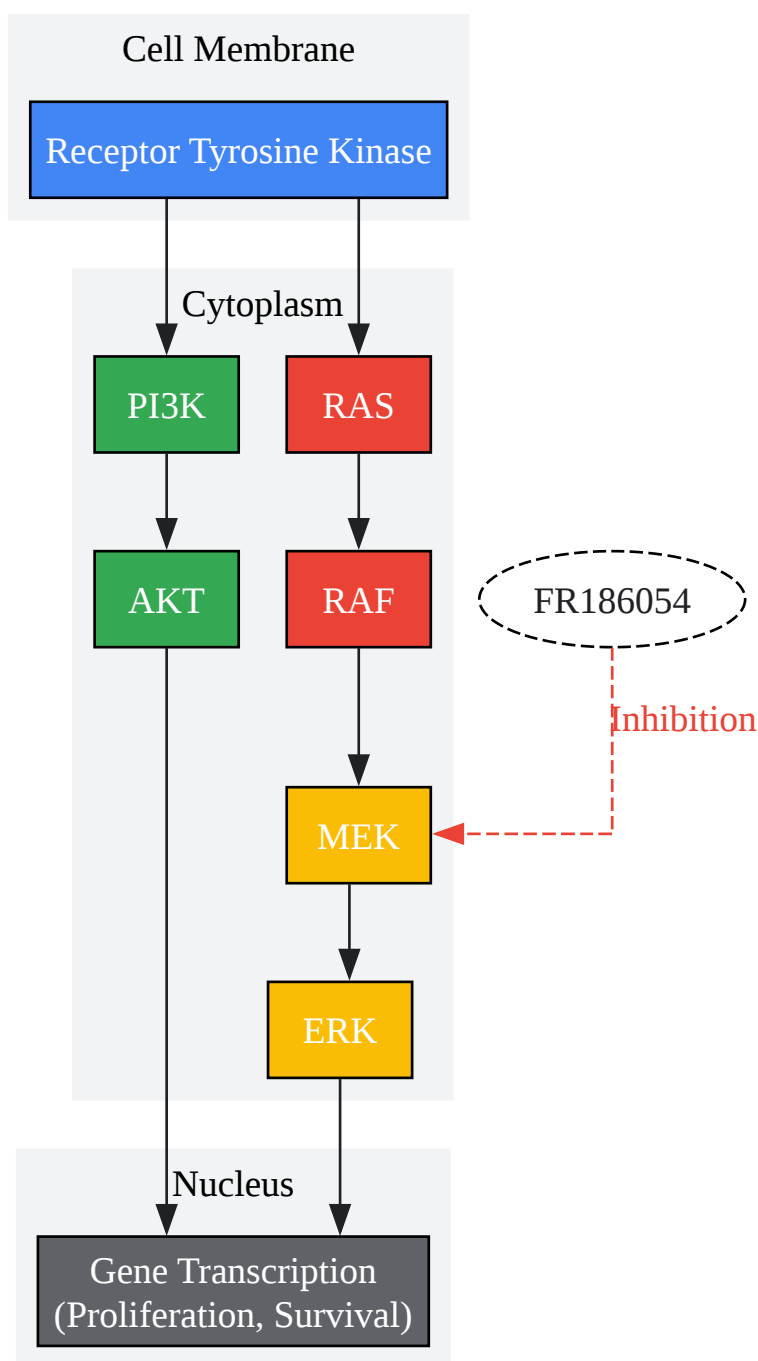 Cell Membrane
Receptor Tyrosine Kinase
Cytoplasm
PI3K
RAS
AKT
RAF
FR186054
Inhibition
MEK
ERK
Nucleus
Gene Transcription
(Proliferation, Survival)